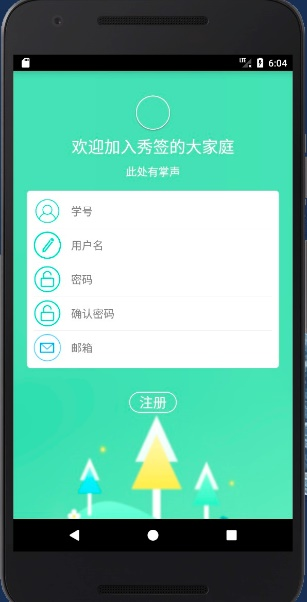 LTE 6:04
欢迎加入秀签的大家庭
此处有掌声
学号
用户名
密码
确认密码
邮箱
注册